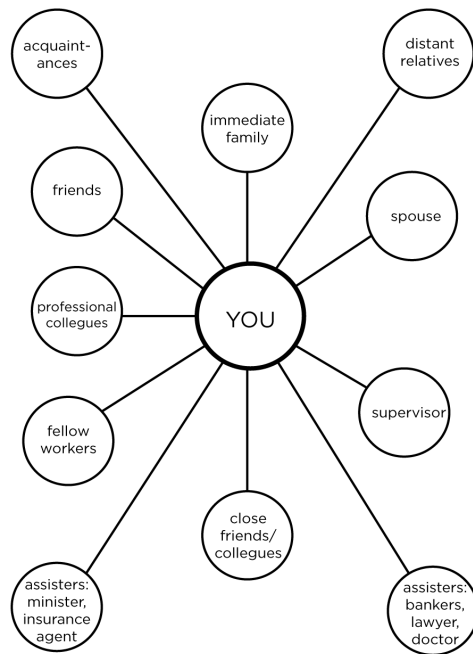 acquaint-
ances
distant
relatives
immediate
family
friends
spouse
professional
collegues
YOU
fellow
workers
supervisor
close
friends/
collegues
assisters:
minister,
insurance
agent
assisters:
bankers,
lawyer,
doctor